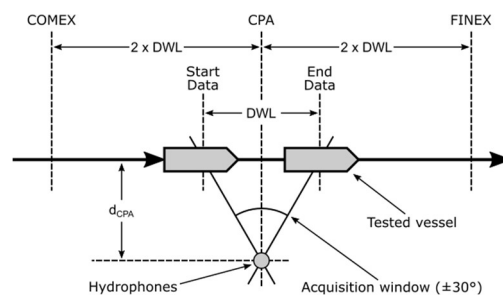 COMEX CPA FINEX
2 x DWL 2 x DWL
Start Data End Data
DWL
dCPA
Tested vessel
Hydrophones Acquisition window (±30°)